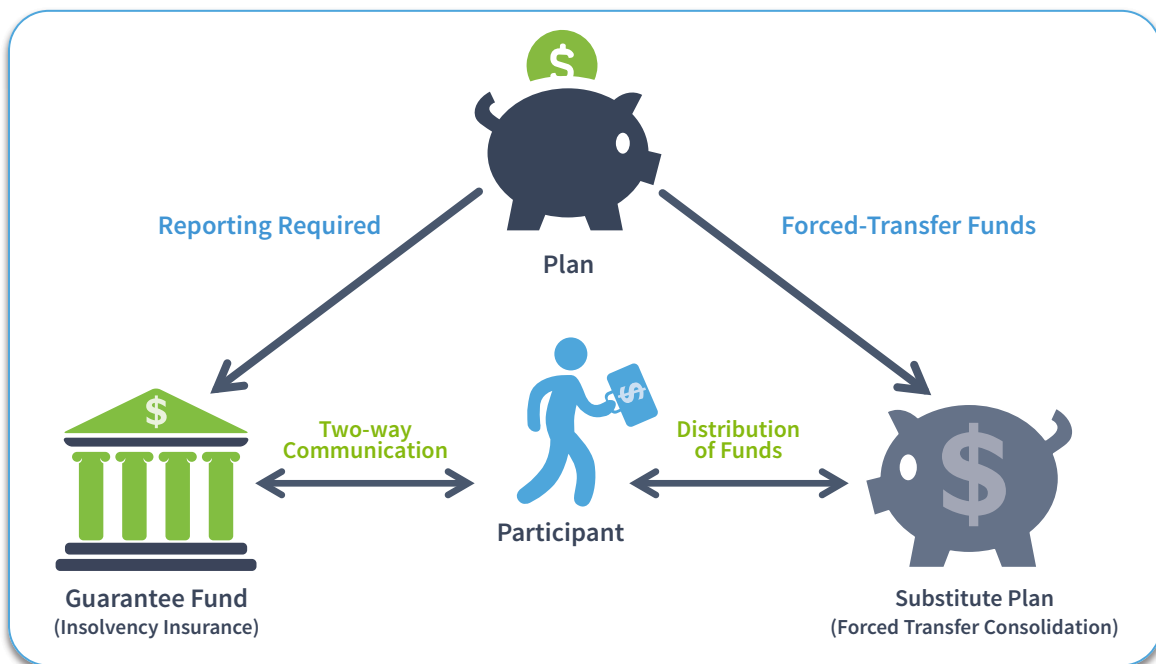 $
Plan
Reporting Required
Forced-Transfer Funds
$
$
$
Two-way
Communication
Distribution
of Funds
Participant
Guarantee Fund
(Insolvency Insurance)
Substitute Plan
(Forced Transfer Consolidation)